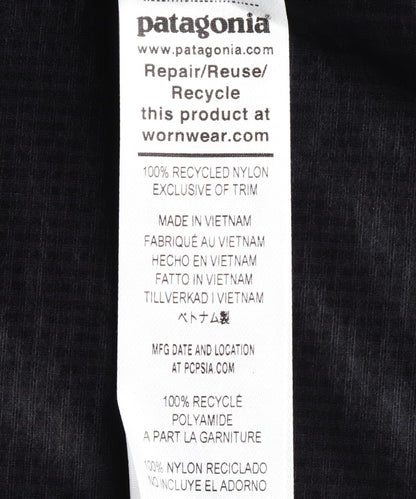 patagonia®
www.patagonia.com
Repair/Reuse/
Recycle
this product at
wornwear.com
100% RECYCLED NYLON
EXCLUSIVE OF TRIM
MADE IN VIETNAM
FABRIQUÉ AU VIETNAM
HECHO EN VIETNAM
FATTO IN VIETNAM
TILLVERKAD I VIETNAM
ベトナム製
MFG DATE AND LOCATION
AT PCPSIA.COM
100% RECYCLÉ
POLYAMIDE
A PART LA GARNITURE
100% NYLON RECICLADO
NO INCLUYE EL ADORNO